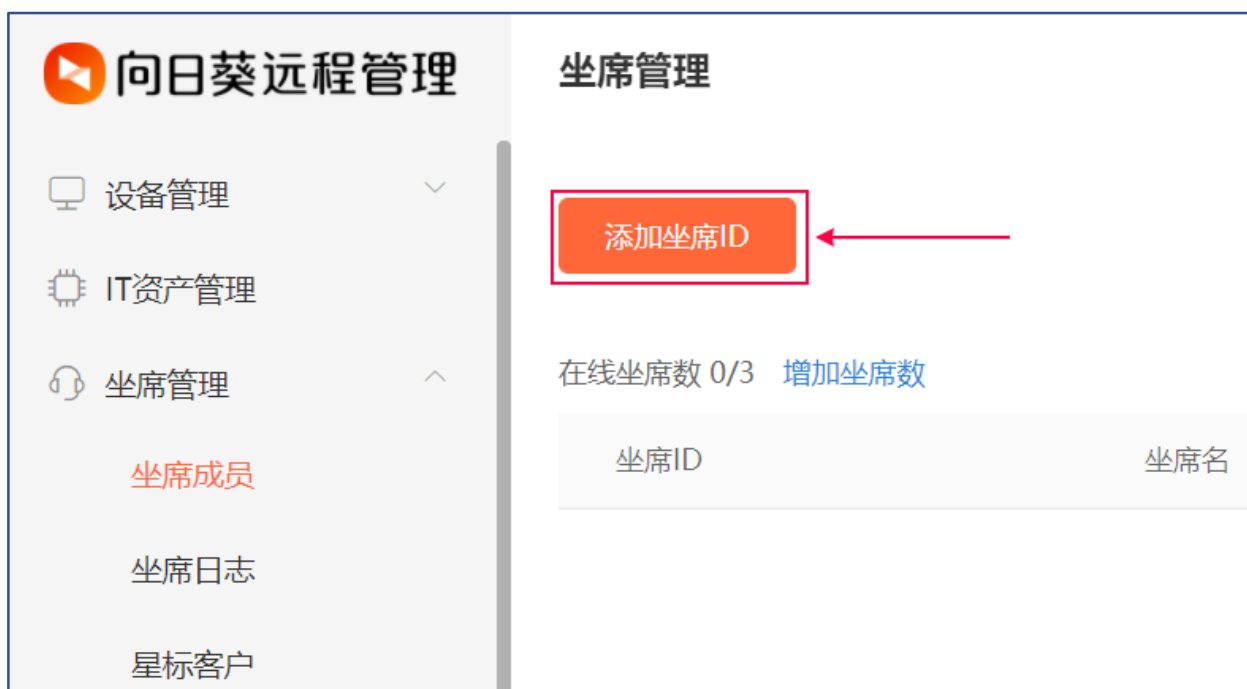 向日葵远程管理
设备管理
IT资产管理
坐席管理
坐席成员
坐席日志
星标客户
坐席管理
添加坐席ID
在线坐席数 0/3 增加坐席数
坐席ID 坐席名